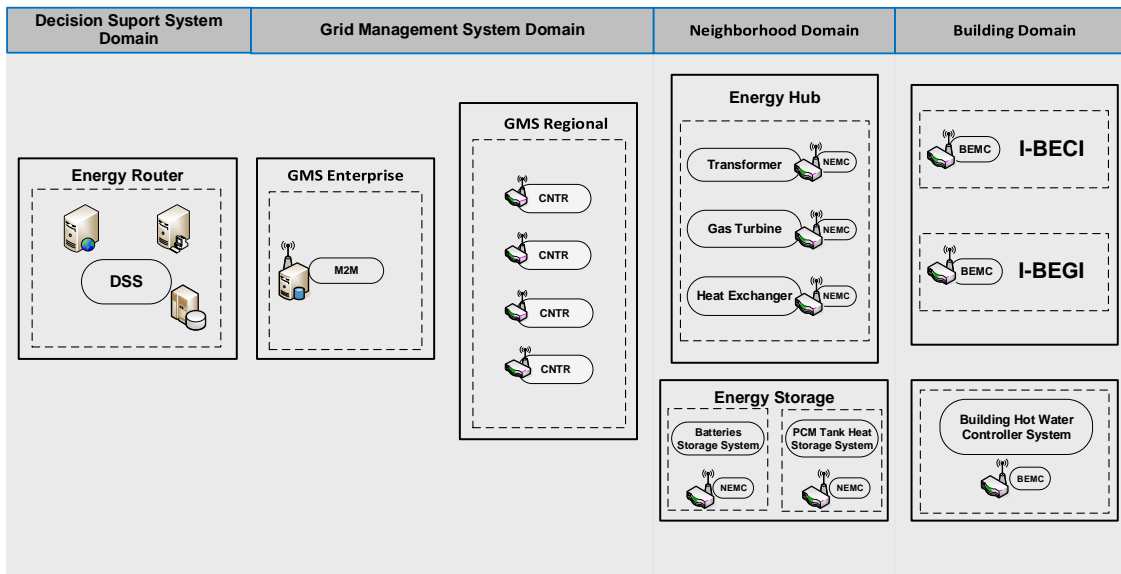 Decision Suport System
Domain
Grid Management System Domain
Neighborhood Domain
Building Domain
Energy Router
DSS
GMS Enterprise
M2M
GMS Regional
CNTR
CNTR
CNTR
CNTR
Energy Hub
Transformer
NEMC
Gas Turbine
NEMC
Heat Exchanger
NEMC
Energy Storage
Batteries
Storage System
NEMC
PCM Tank Heat
Storage System
NEMC
BEMC
I-BECI
BEMC
I-BEGI
Building Hot Water
Controller System
BEMC